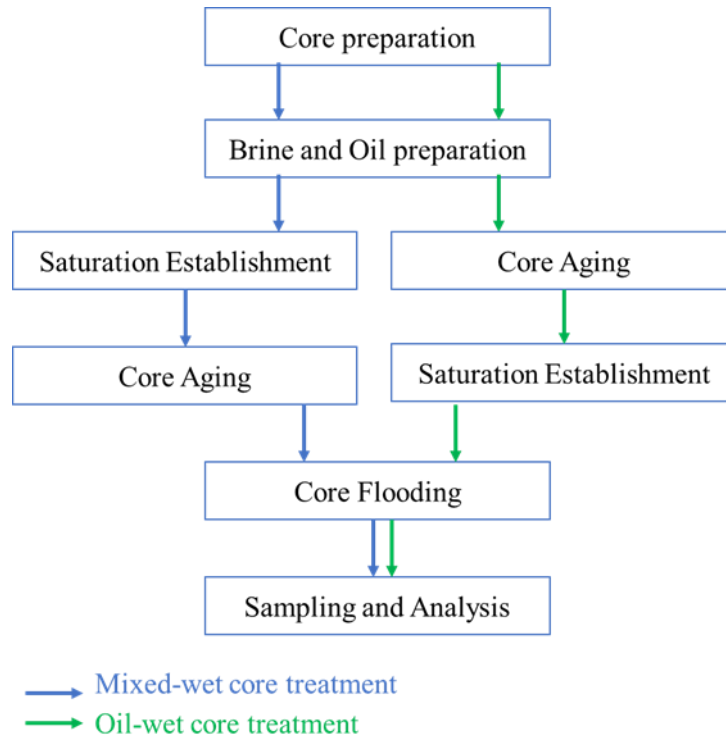 Core preparation
Brine and Oil preparation
Saturation Establishment
Core Aging
Core Aging
Saturation Establishment
Core Flooding
Sampling and Analysis
Mixed-wet core treatment
Oil-wet core treatment